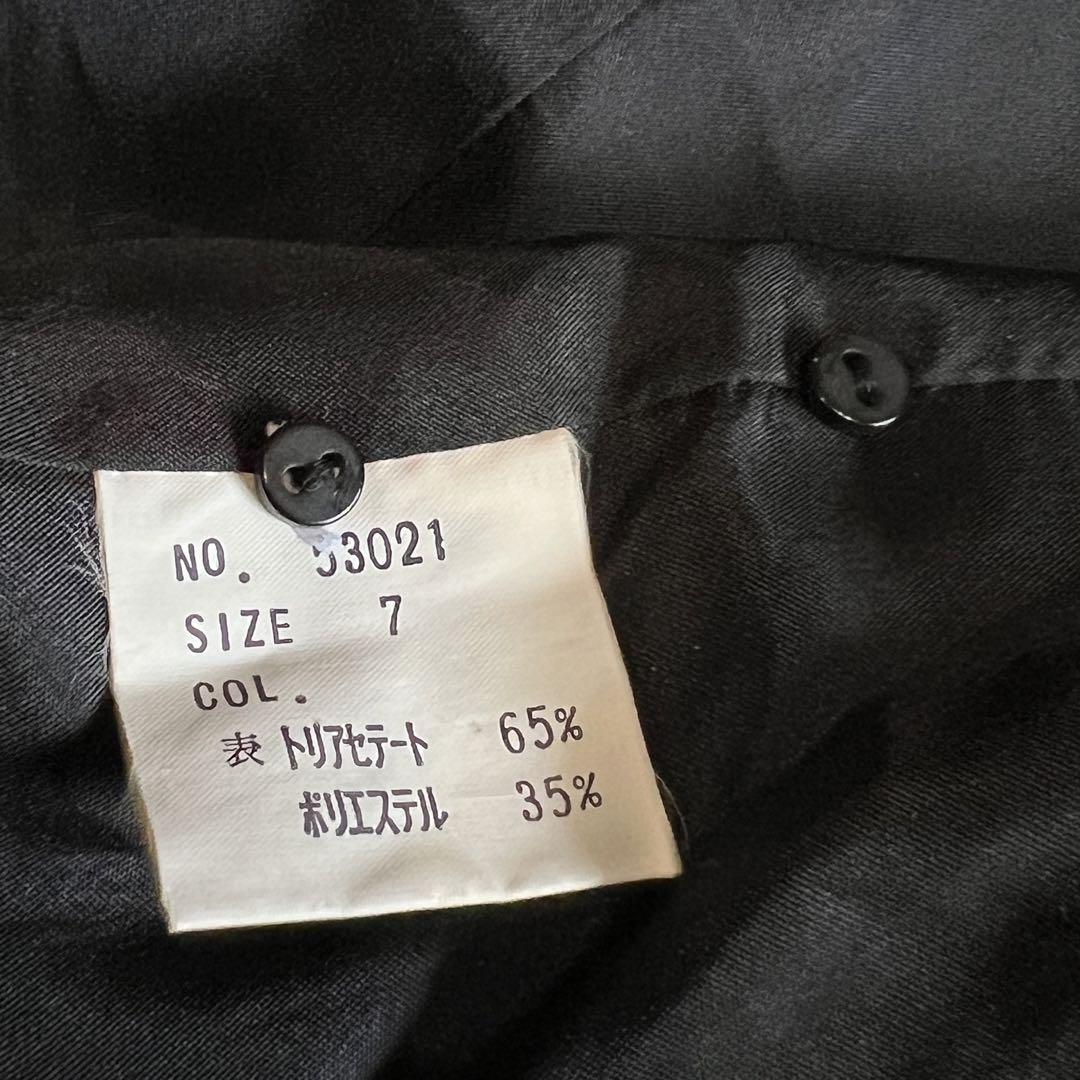 NO. 53021
SIZE 7
COL.
表 トリアセテート 65%
ポリエステル 35%